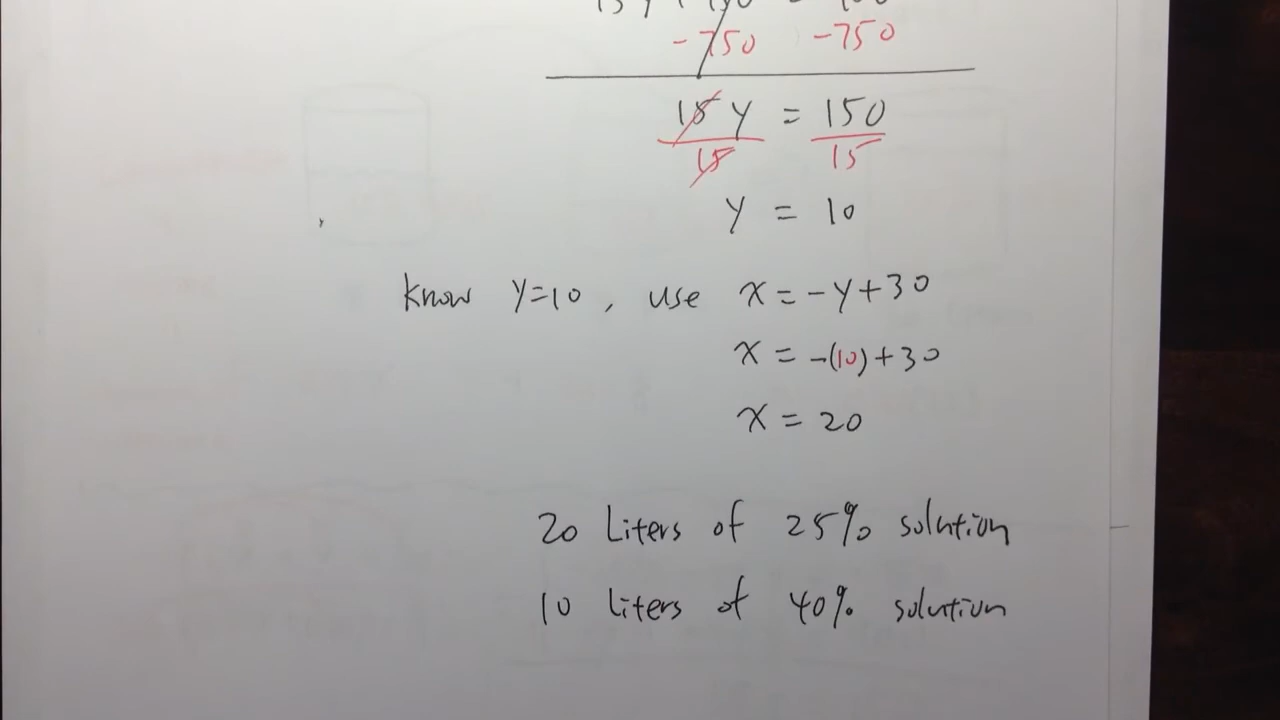 -750 -750
15y = 150
15 15
y = 10
know y=10, use x = -y+30
x = -(10)+30
x = 20
20 Liters of 25% solution
10 liters of 40% solution